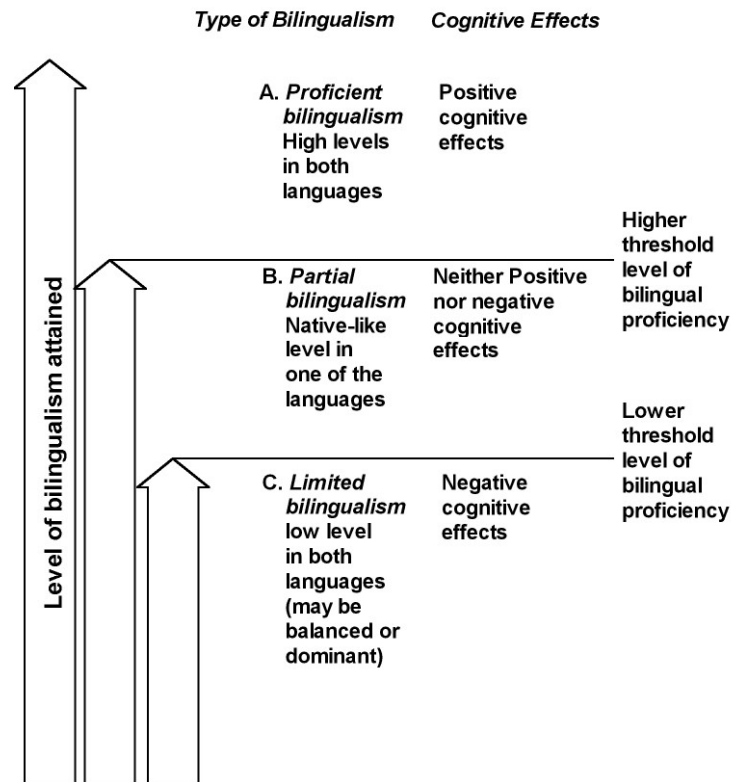 Type of Bilingualism
Cognitive Effects
A. Proficient
bilingualism
High levels
in both
languages
Positive
cognitive
effects
Higher
threshold
level of
bilingual
proficiency
B. Partial
bilingualism
Native-like
level in
one of the
languages
Neither Positive
nor negative
cognitive
effects
Lower
threshold
level of
bilingual
proficiency
C. Limited
bilingualism
low level
in both
languages
(may be
balanced or
dominant)
Negative
cognitive
effects
Level of bilingualism attained